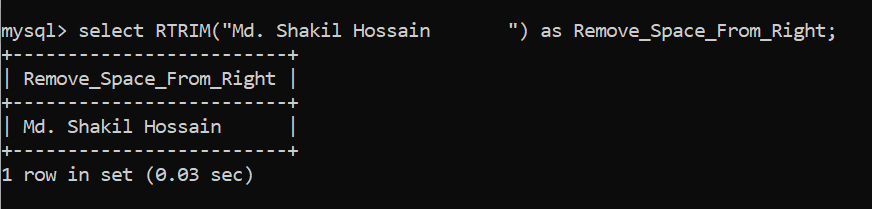 mysql> select RTRIM("Md. Shakil Hossain       ") as Remove_Space_From_Right;
+-------------------------+
| Remove_Space_From_Right |
+-------------------------+
| Md. Shakil Hossain      |
+-------------------------+
1 row in set (0.03 sec)